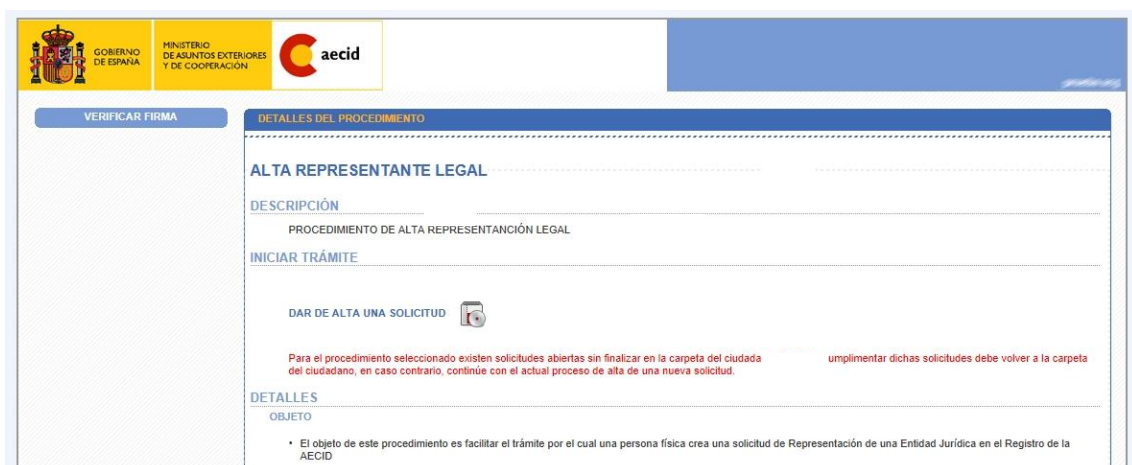 GOBIERNO
DE ESPAÑA
MINISTERIO
DE ASUNTOS EXTERIORES
Y DE COOPERACIÓN
aecid
VERIFICAR FIRMA
DETALLES DEL PROCEDIMIENTO
ALTA REPRESENTANTE LEGAL
DESCRIPCIÓN
PROCEDIMIENTO DE ALTA REPRESENTANCIÓN LEGAL
INICIAR TRÁMITE
DAR DE ALTA UNA SOLICITUD
Para el procedimiento seleccionado existen solicitudes abiertas sin finalizar en la carpeta del ciudada umplimentar dichas solicitudes debe volver a la carpeta
del ciudadano, en caso contrario, continúe con el actual proceso de alta de una nueva solicitud.
DETALLES
OBJETO
• El objeto de este procedimiento es facilitar el trámite por el cual una persona física crea una solicitud de Representación de una Entidad Jurídica en el Registro de la
AECID